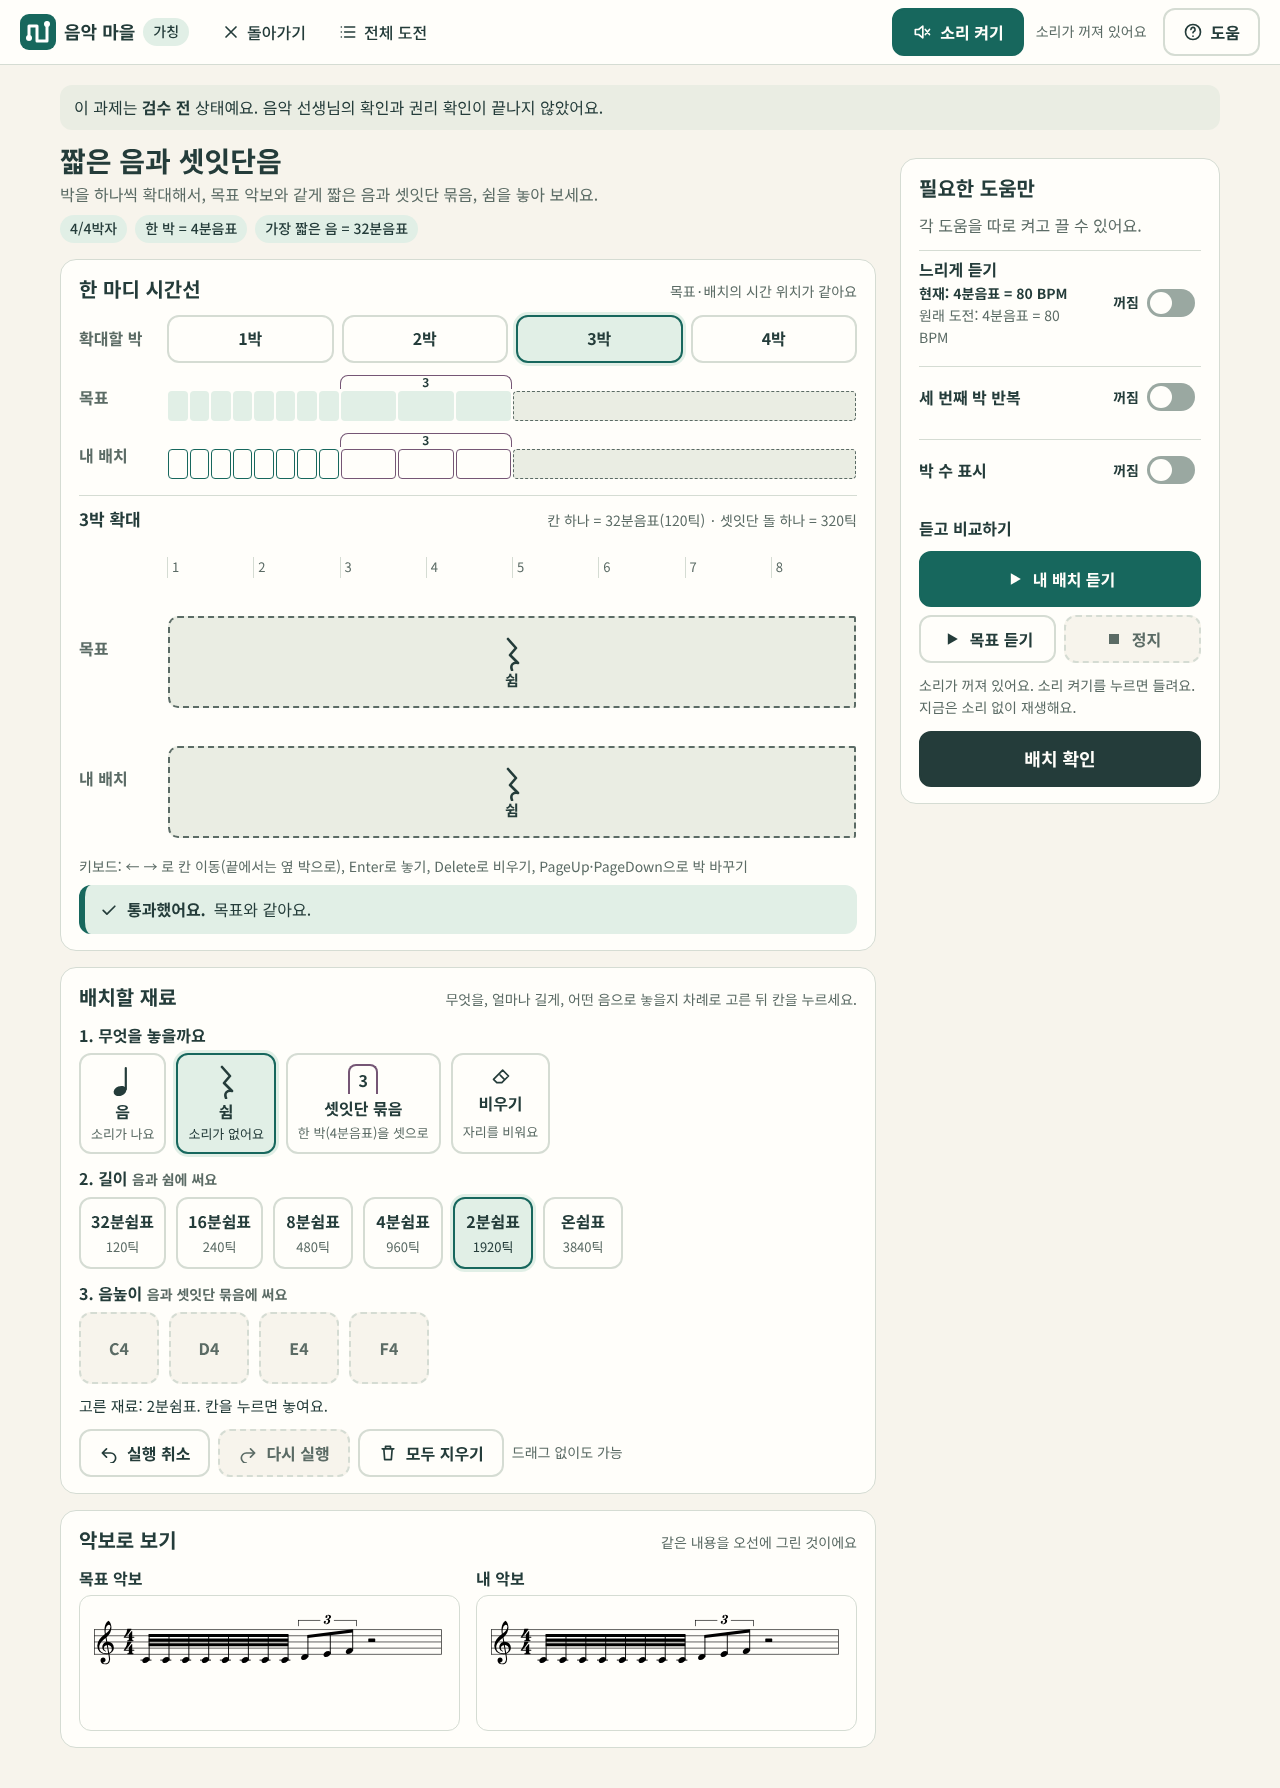 음악 마을 가칭 돌아가기 전체 도전 소리 켜기 소리가 꺼져 있어요 도움
이 과제는 검수 전 상태예요. 음악 선생님의 확인과 권리 확인이 끝나지 않았어요.
짧은 음과 셋잇단음
박을 하나씩 확대해서, 목표 악보와 같게 짧은 음과 셋잇단 묶음, 쉼을 놓아 보세요.
4/4박자 한 박 = 4분음표 가장 짧은 음 = 32분음표
한 마디 시간선 목표·배치의 시간 위치가 같아요
확대할 박 1박 2박 3박 4박
3
목표
3
내 배치
3박 확대 칸 하나 = 32분음표(120틱) · 셋잇단 돌 하나 = 320틱
1 2 3 4 5 6 7 8
목표
쉼
내 배치
쉼
키보드: ← → 로 칸 이동(끝에서는 옆 박으로), Enter로 놓기, Delete로 비우기, PageUp·PageDown으로 박 바꾸기
통과했어요. 목표와 같아요.
배치할 재료 무엇을, 얼마나 길게, 어떤 음으로 놓을지 차례로 고른 뒤 칸을 누르세요.
1. 무엇을 놓을까요
음
소리가 나요
쉼
소리가 없어요
3
셋잇단 묶음
한 박(4분음표)을 셋으로
비우기
자리를 비워요
2. 길이 음과 쉼에 써요
32분쉼표 16분쉼표 8분쉼표 4분쉼표 2분쉼표 온쉼표
120틱 240틱 480틱 960틱 1920틱 3840틱
3. 음높이 음과 셋잇단 묶음에 써요
C4 D4 E4 F4
고른 재료: 2분쉼표. 칸을 누르면 놓여요.
실행 취소 다시 실행 모두 지우기 드래그 없이도 가능
악보로 보기 같은 내용을 오선에 그린 것이에요
목표 악보 내 악보
3 3
4 4
4 4
필요한 도움만
각 도움을 따로 켜고 끌 수 있어요.
느리게 듣기
현재: 4분음표 = 80 BPM 꺼짐
원래 도전: 4분음표 = 80
BPM
세 번째 박 반복 꺼짐
박 수 표시 꺼짐
듣고 비교하기
내 배치 듣기
목표 듣기 정지
소리가 꺼져 있어요. 소리 켜기를 누르면 들려요.
지금은 소리 없이 재생해요.
배치 확인